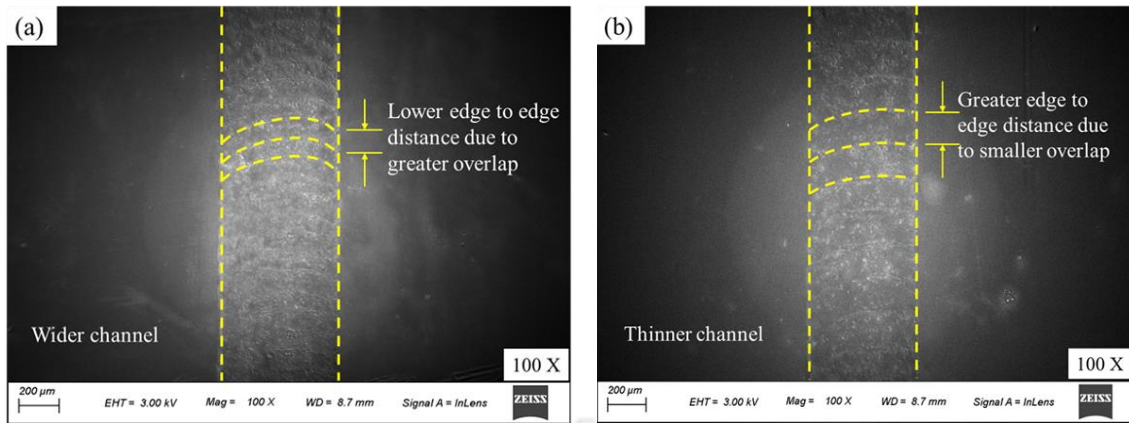 (a)
Lower edge to edge
distance due to
greater overlap
Wider channel
100 X
200 µm
EHT = 3.00 kV Mag = 100 X WD = 8.7 mm Signal A = InLens
ZEISS
(b)
Greater edge to
edge distance due
to smaller overlap
Thinner channel
100 X
200 µm
EHT = 3.00 kV Mag = 100 X WD = 8.7 mm Signal A = InLens
ZEISS